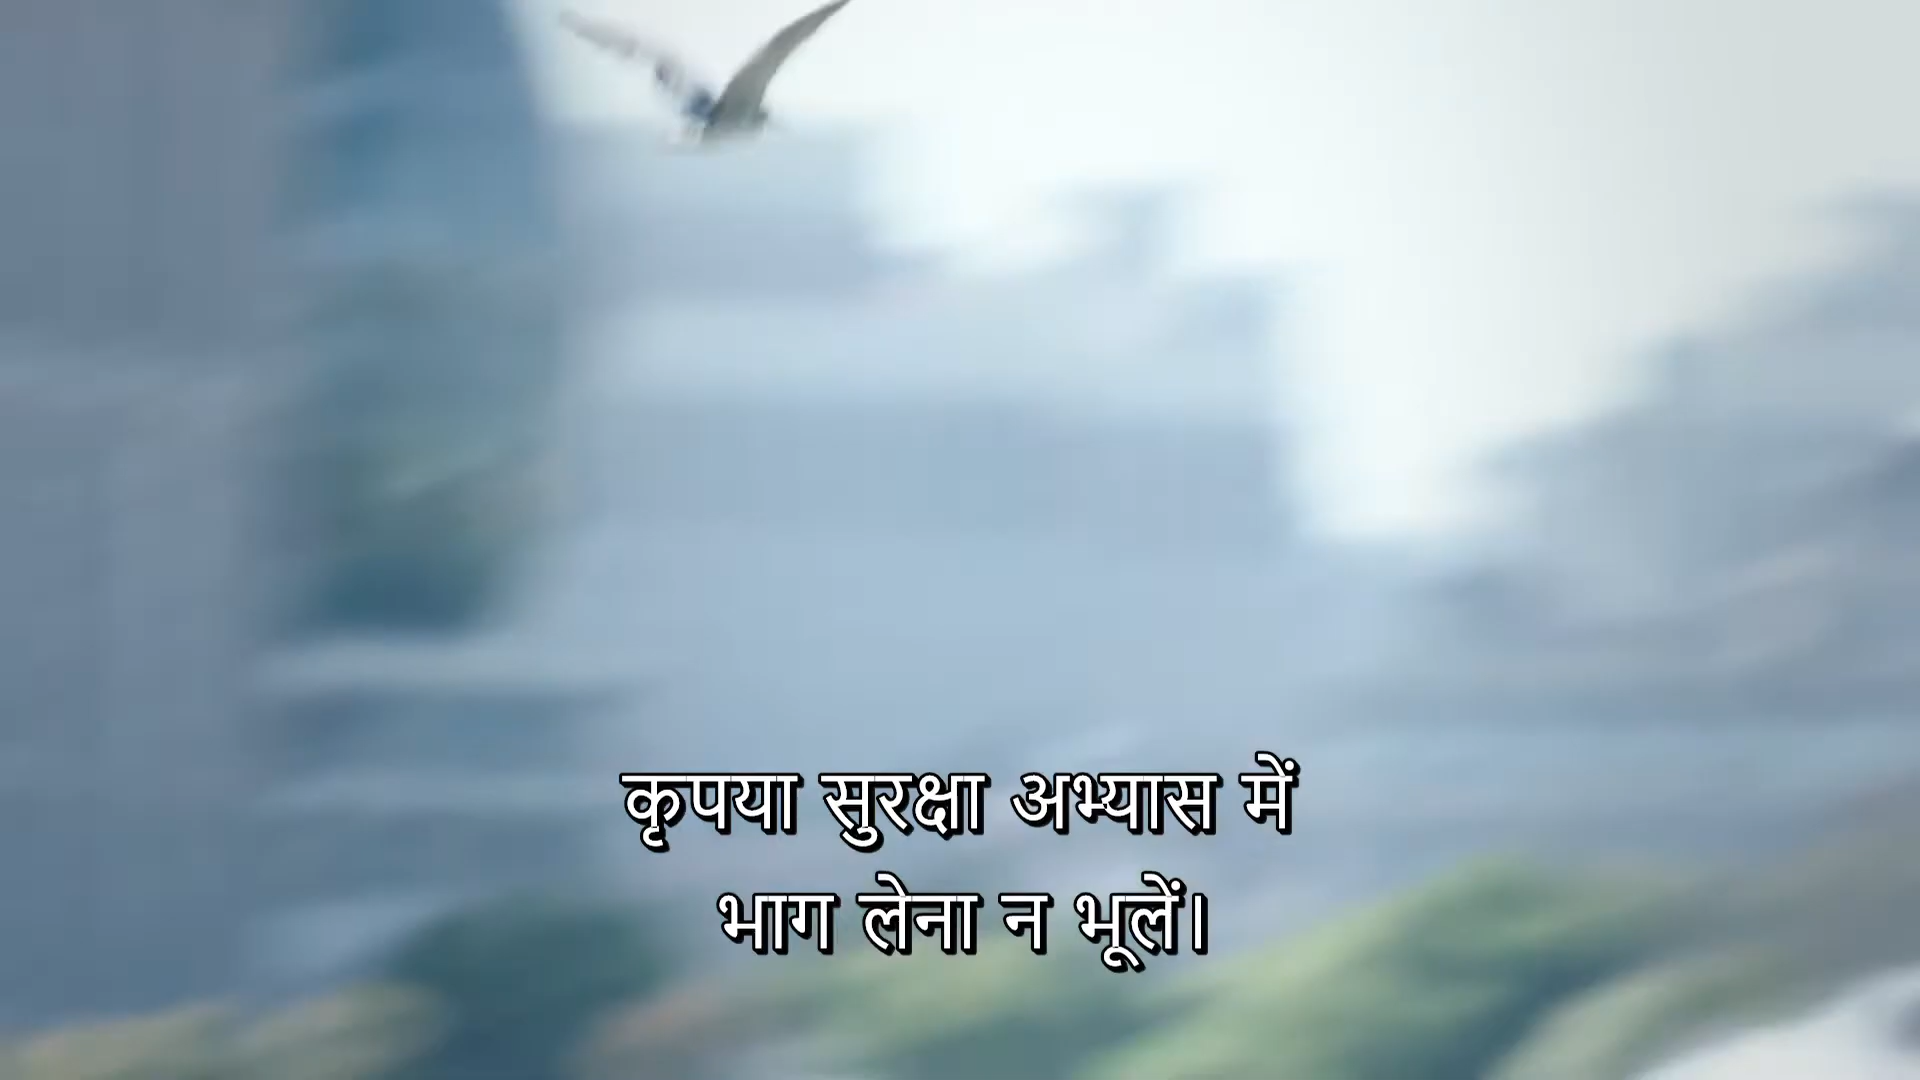 कृपया सुरक्षा अभ्यास में
भाग लेना न भूलें।